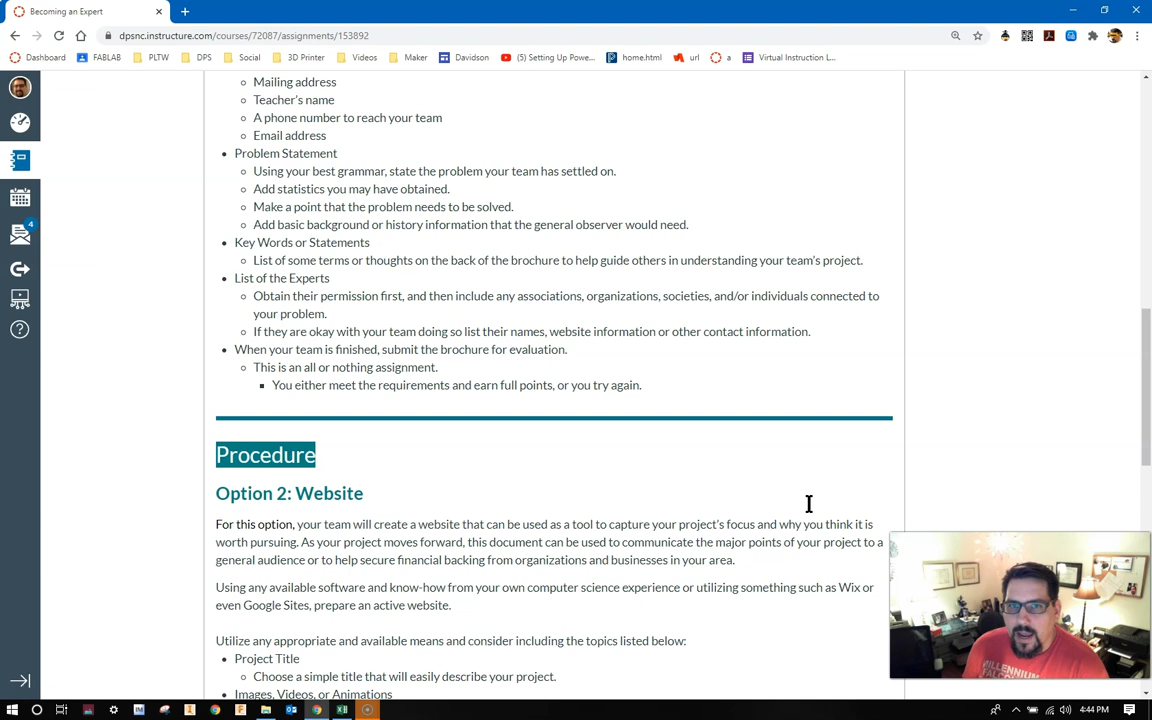 Becoming an Expert
dpsnc.instructure.com/courses/72087/assignments/153892
Dashboard FABLAB PLTW DPS Social 3D Printer Videos Maker Davidson (5) Setting Up Powe... home.html url a Virtual Instruction L...
Mailing address
Teacher's name
A phone number to reach your team
Email address
Problem Statement
Using your best grammar, state the problem your team has settled on.
Add statistics you may have obtained.
Make a point that the problem needs to be solved.
Add basic background or history information that the general observer would need.
Key Words or Statements
List of some terms or thoughts on the back of the brochure to help guide others in understanding your team's project.
List of the Experts
Obtain their permission first, and then include any associations, organizations, societies, and/or individuals connected to
your problem.
If they are okay with your team doing so list their names, website information or other contact information.
When your team is finished, submit the brochure for evaluation.
This is an all or nothing assignment.
You either meet the requirements and earn full points, or you try again.
Procedure
Option 2: Website
For this option, your team will create a website that can be used as a tool to capture your project's focus and why you think it is
worth pursuing. As your project moves forward, this document can be used to communicate the major points of your project to a
general audience or to help secure financial backing from organizations and businesses in your area.
Using any available software and know-how from your own computer science experience or utilizing something such as Wix or
even Google Sites, prepare an active website.
Utilize any appropriate and available means and consider including the topics listed below:
Project Title
Choose a simple title that will easily describe your project.
Images, Videos, or Animations
4
4:44 PM